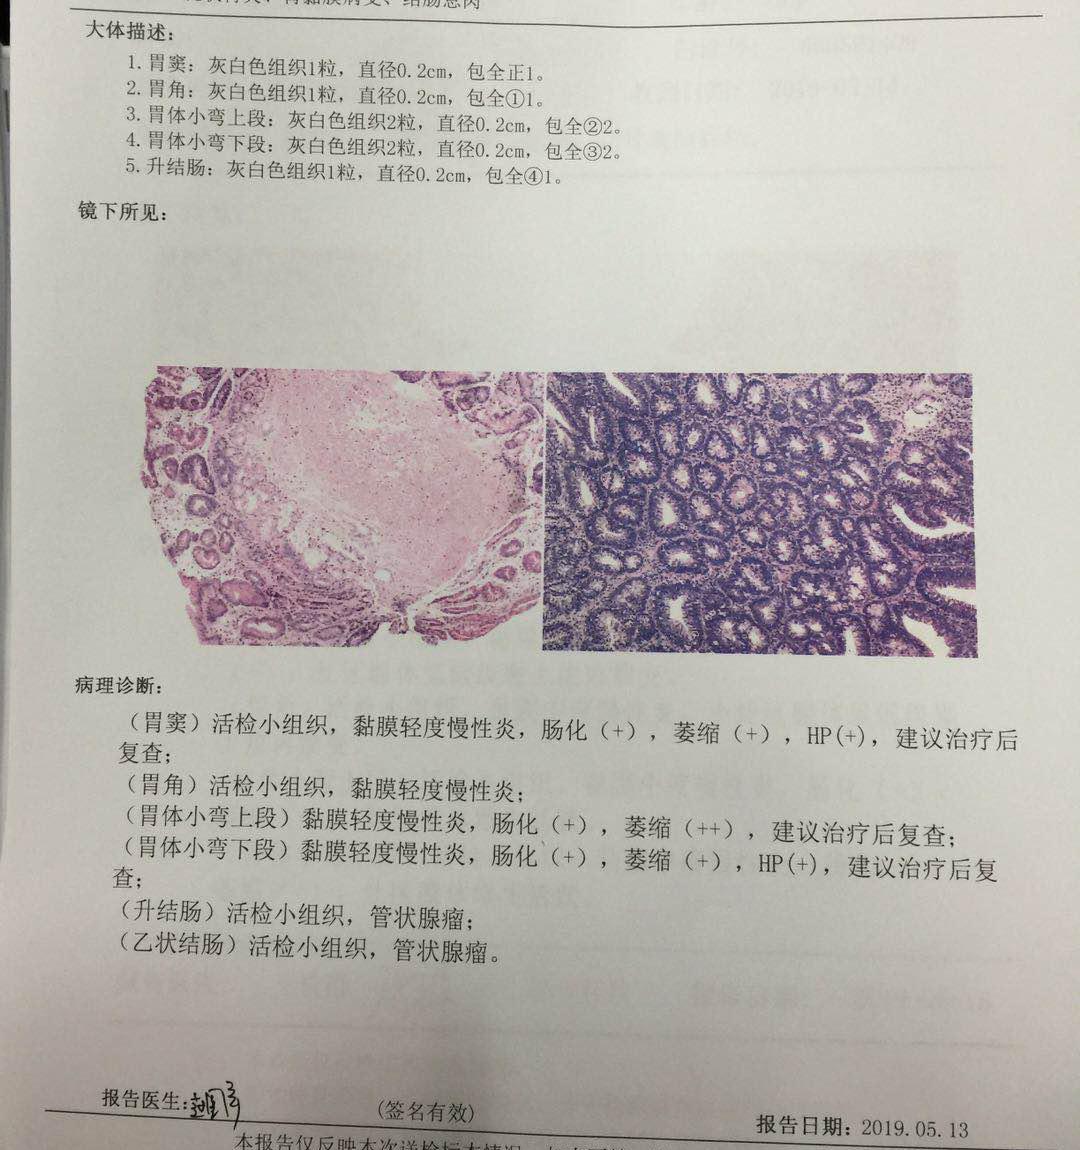 胃黏膜病变、结肠息肉
大体描述：
1. 胃窦：灰白色组织1粒，直径0.2cm，包全正1。
2. 胃角：灰白色组织1粒，直径0.2cm，包全①1。
3. 胃体小弯上段：灰白色组织2粒，直径0.2cm，包全②2。
4. 胃体小弯下段：灰白色组织2粒，直径0.2cm，包全③2。
5. 升结肠：灰白色组织1粒，直径0.2cm，包全④1。
镜下所见：
病理诊断：
（胃窦）活检小组织，黏膜轻度慢性炎，肠化（+），萎缩（+），HP(+)，建议治疗后
复查；
（胃角）活检小组织，黏膜轻度慢性炎；
（胃体小弯上段）黏膜轻度慢性炎，肠化（+），萎缩（++），建议治疗后复查；
（胃体小弯下段）黏膜轻度慢性炎，肠化（+），萎缩（+），HP(+)，建议治疗后复
查；
（升结肠）活检小组织，管状腺瘤；
（乙状结肠）活检小组织，管状腺瘤。
报告医生：
(签名有效)
报告日期：2019.05.13
本报告仅反映本次送检标本情况